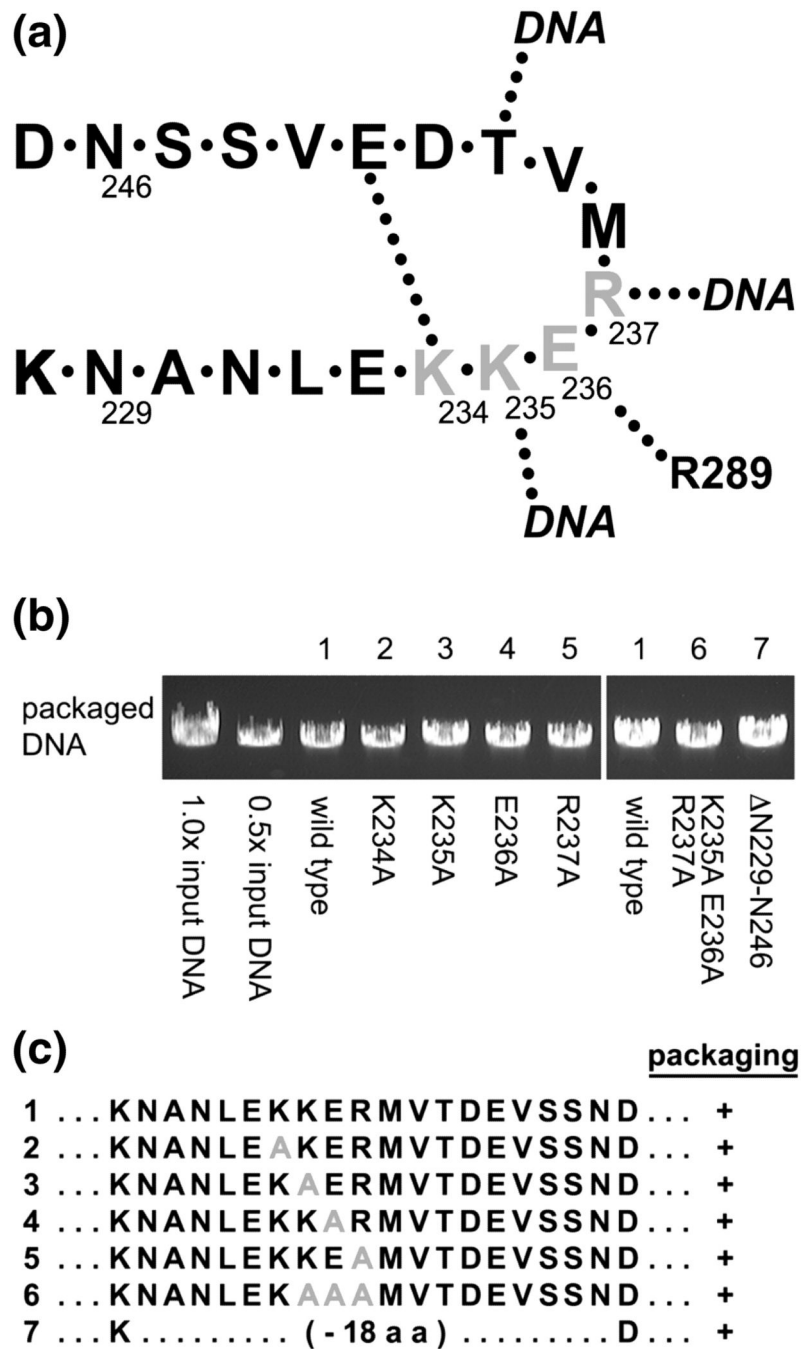 (a)
DNA
D·N·S·S·V·E·D·T·V·M
246
R····DNA
237
K·N·A·N·L·E·K·K·E
229 234 235 236
R289
DNA
(b)
1 2 3 4 5 1 6 7
packaged
DNA
1.0x input DNA
0.5x input DNA
wild type
K234A
K235A
E236A
R237A
wild type
K235A E236A
R237A
ΔN229-N246
(c)
packaging
1 ...KNANLEKKERMVTDEVSSND... +
2 ...KNANLEAKERMVTDEVSSND... +
3 ...KNANLEKAERMVTDEVSSND... +
4 ...KNANLEKKARMVTDEVSSND... +
5 ...KNANLEKKEAMVTDEVSSND... +
6 ...KNANLEKAAAMVTDEVSSND... +
7 ...K.........(-18aa).........D... +